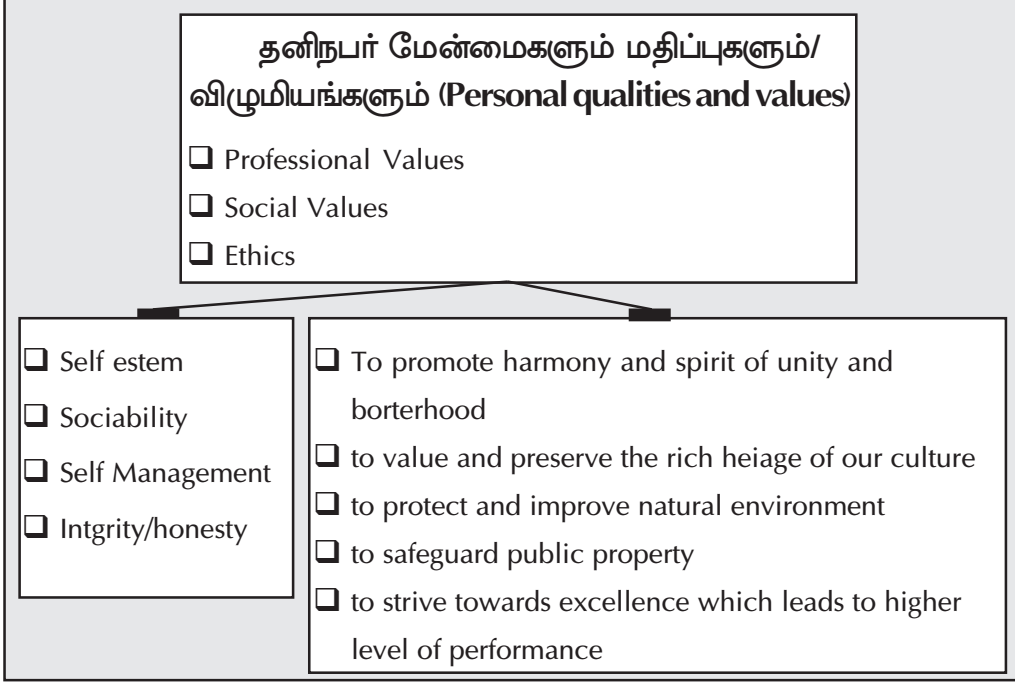 தனிநபர் மேன்மைகளும் மதிப்புகளும்/
விழுமியங்களும் (Personal qualities and values)
❑ Professional Values
❑ Social Values
❑ Ethics
❑ Self estem
❑ Sociability
❑ Self Management
❑ Intgrity/honesty
❑ To promote harmony and spirit of unity and
borterhood
❑ to value and preserve the rich heiage of our culture
❑ to protect and improve natural environment
❑ to safeguard public property
❑ to strive towards excellence which leads to higher
level of performance